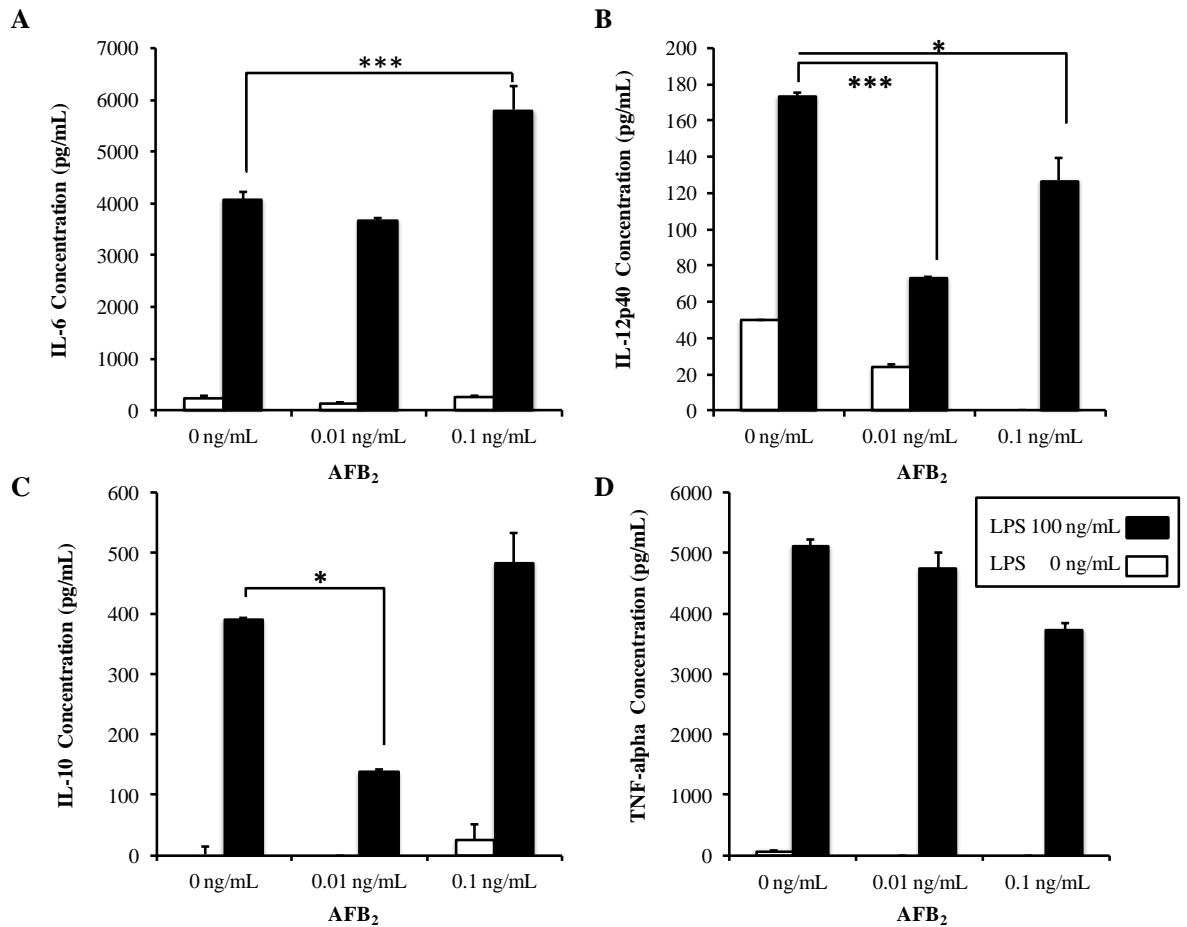 A
7000
6000
5000
4000
3000
2000
1000
0
IL-6 Concentration (pg/mL)
***
0 ng/mL 0.01 ng/mL 0.1 ng/mL
AFB₂
B
200
180
160
140
120
100
80
60
40
20
0
IL-12p40 Concentration (pg/mL)
*
***
0 ng/mL 0.01 ng/mL 0.1 ng/mL
AFB₂
C
600
500
400
300
200
100
0
IL-10 Concentration (pg/mL)
*
0 ng/mL 0.01 ng/mL 0.1 ng/mL
AFB₂
D
6000
5000
4000
3000
2000
1000
0
TNF-alpha Concentration (pg/mL)
LPS 100 ng/mL
LPS 0 ng/mL
0 ng/mL 0.01 ng/mL 0.1 ng/mL
AFB₂